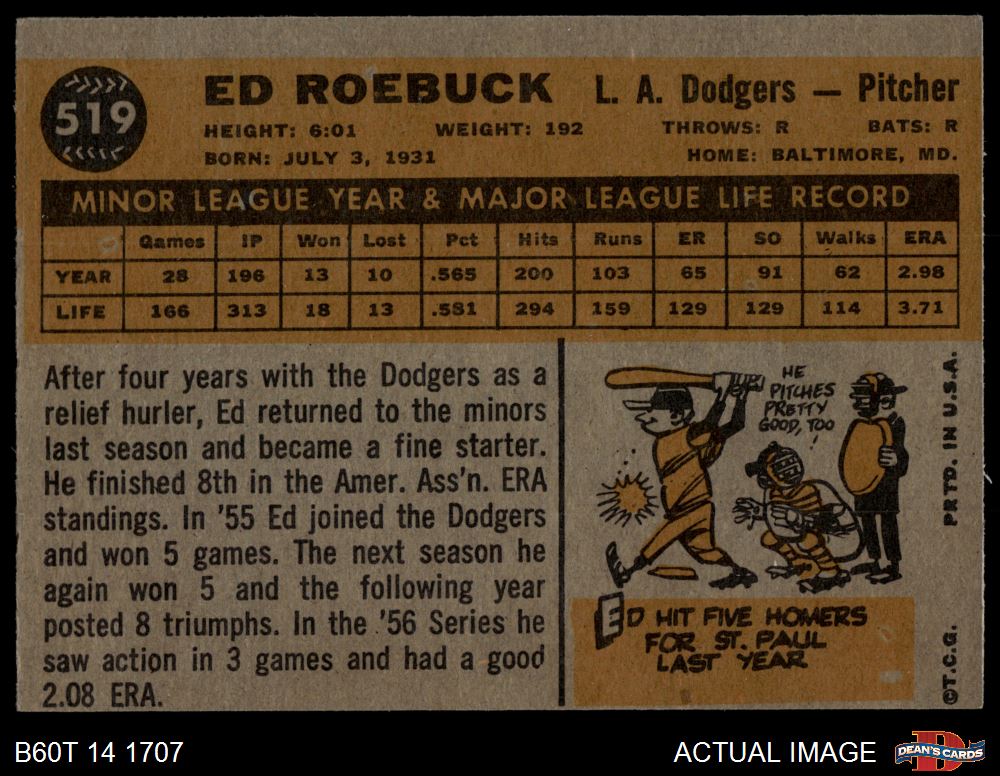 519
ED ROEBUCK L. A. Dodgers — Pitcher
HEIGHT: 6:01 WEIGHT: 192 THROWS: R BATS: R
BORN: JULY 3, 1931 HOME: BALTIMORE, MD.
MINOR LEAGUE YEAR & MAJOR LEAGUE LIFE RECORD
Games IP Won Lost Pct Hits Runs ER SO Walks ERA
YEAR 28 196 13 10 .565 200 103 65 91 62 2.98
LIFE 166 313 18 13 .581 294 159 129 129 114 3.71
After four years with the Dodgers as a
relief hurler, Ed returned to the minors
last season and became a fine starter.
He finished 8th in the Amer. Ass'n. ERA
standings. In '55 Ed joined the Dodgers
and won 5 games. The next season he
again won 5 and the following year
posted 8 triumphs. In the '56 Series he
saw action in 3 games and had a good
2.08 ERA.
HE
PITCHES
PRETTY
GOOD, TOO
!
ED HIT FIVE HOMERS
FOR ST. PAUL
LAST YEAR
©T.C.G. PRTD. IN U.S.A.
B60T 14 1707
ACTUAL IMAGE
DEAN'S CARDS